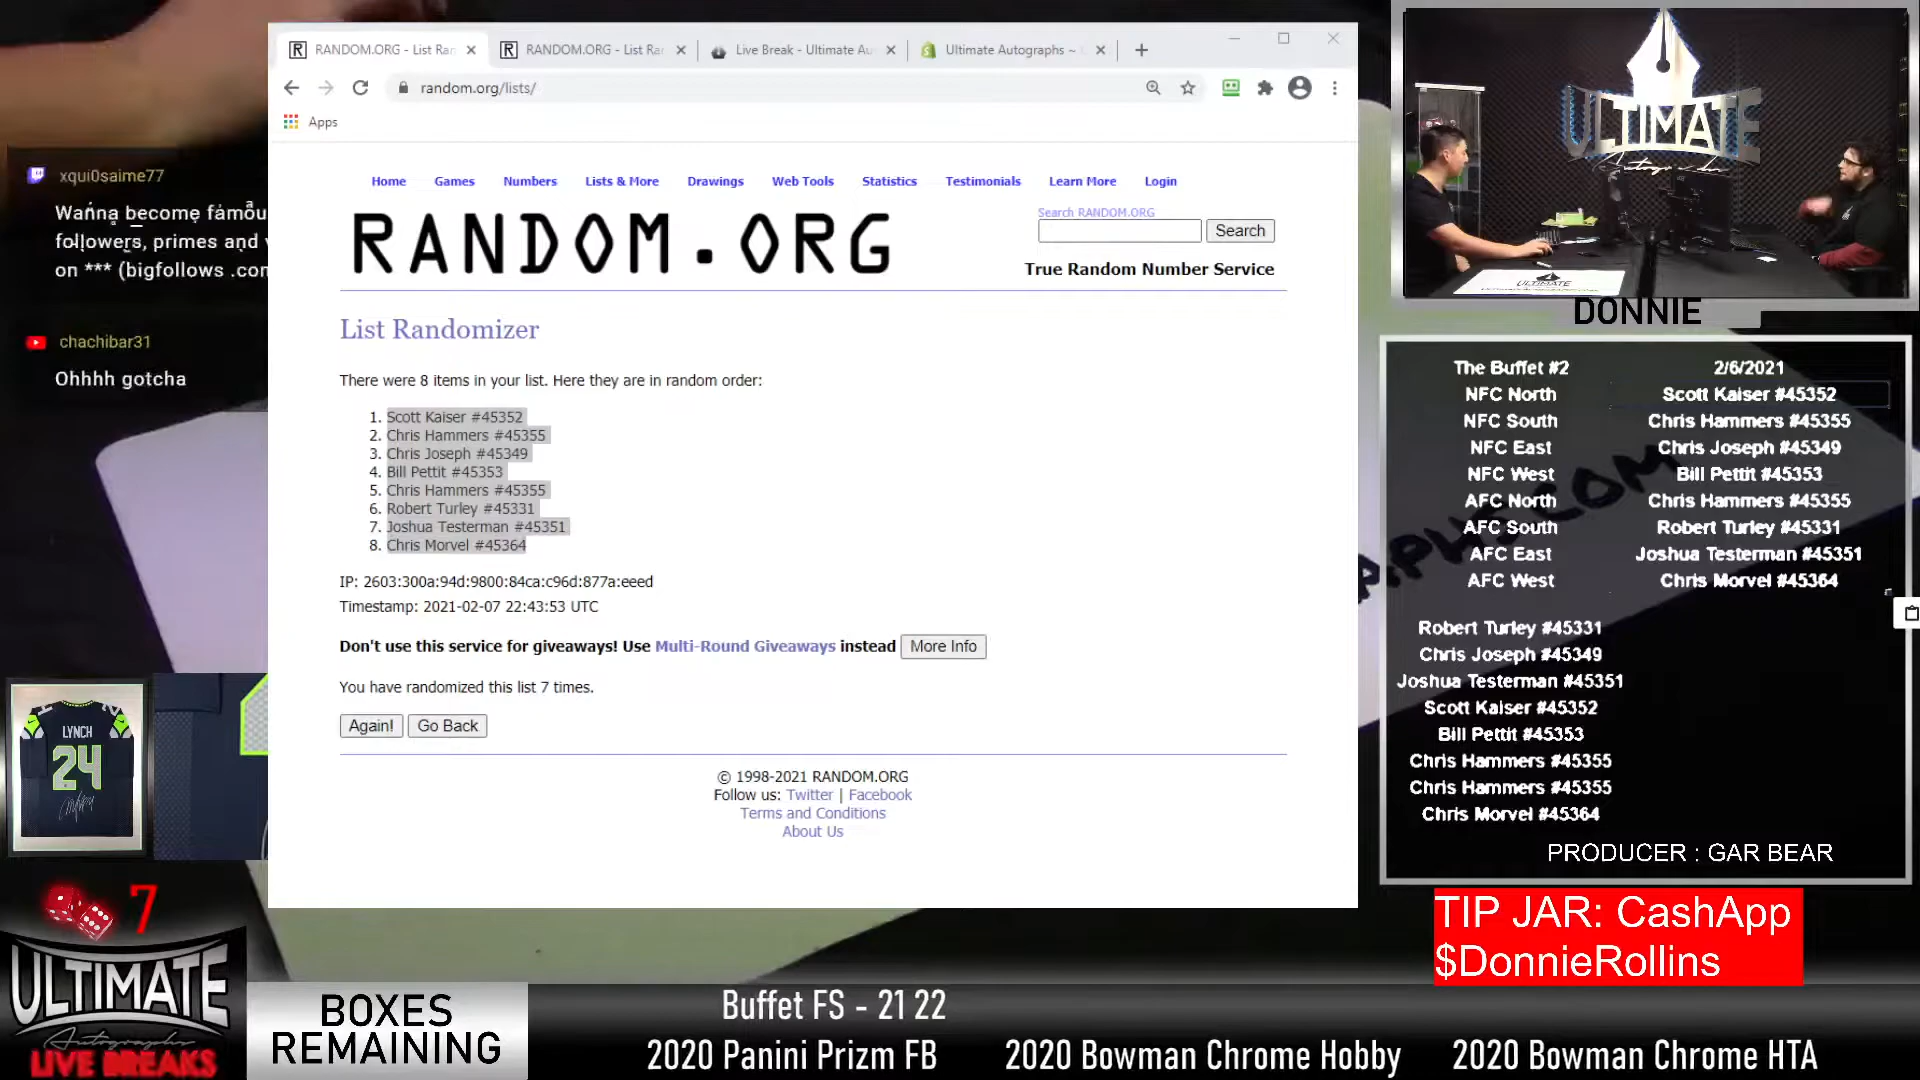 RANDOM.ORG - List Ran
RANDOM.ORG - List Ran
Live Break - Ultimate Au
Ultimate Autographs ~
random.org/lists/
Apps
Home
Games
Numbers
Lists & More
Drawings
Web Tools
Statistics
Testimonials
Learn More
Login
RANDOM.ORG
Search RANDOM.ORG
Search
True Random Number Service
List Randomizer
There were 8 items in your list. Here they are in random order:
1. Scott Kaiser #45352
2. Chris Hammers #45355
3. Chris Joseph #45349
4. Bill Pettit #45353
5. Chris Hammers #45355
6. Robert Turley #45331
7. Joshua Testerman #45351
8. Chris Morvel #45364
IP: 2603:300a:94d:9800:84ca:c96d:877a:eeed
Timestamp: 2021-02-07 22:43:53 UTC
Don't use this service for giveaways! Use Multi-Round Giveaways instead More Info
You have randomized this list 7 times.
Again! Go Back
© 1998-2021 RANDOM.ORG
Follow us: Twitter | Facebook
Terms and Conditions
About Us
xqui0saime77
Wańną become fámoų
foļļowers, primes and
on *** (bigfollows .con
chachibar31
Ohhhh gotcha
LYNCH
24
7
ULTIMATE
Autographs
LIVE BREAKS
ULTIMATE
Autographs
ULTIMATE
DONNIE
The Buffet #2 2/6/2021
NFC North Scott Kaiser #45352
NFC South Chris Hammers #45355
NFC East Chris Joseph #45349
NFC West Bill Pettit #45353
AFC North Chris Hammers #45355
AFC South Robert Turley #45331
AFC East Joshua Testerman #45351
AFC West Chris Morvel #45364
Robert Turley #45331
Chris Joseph #45349
Joshua Testerman #45351
Scott Kaiser #45352
Bill Pettit #45353
Chris Hammers #45355
Chris Hammers #45355
Chris Morvel #45364
PRODUCER : GAR BEAR
TIP JAR: CashApp
$DonnieRollins
BOXES
REMAINING
Buffet FS - 21 22
2020 Panini Prizm FB
2020 Bowman Chrome Hobby
2020 Bowman Chrome HTA